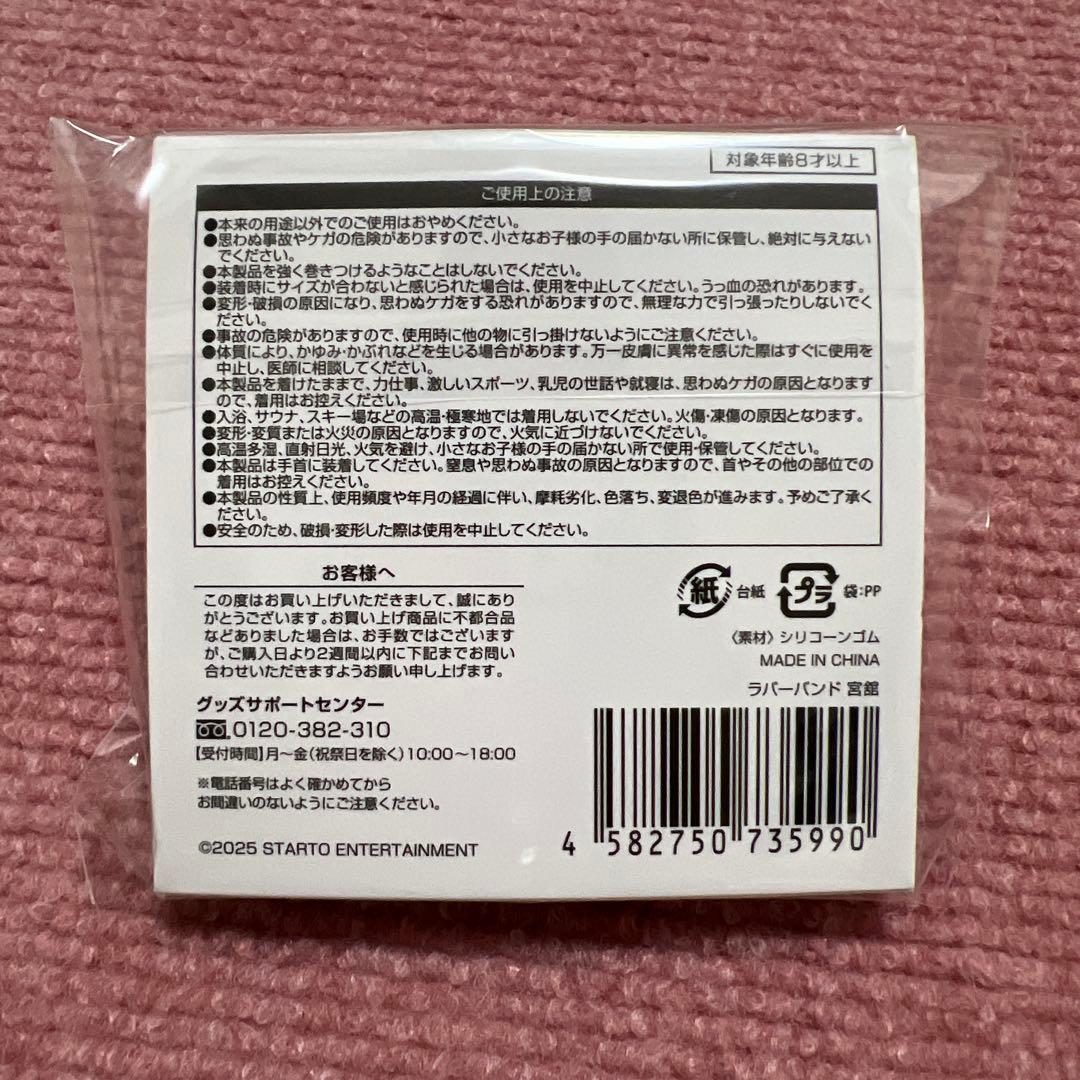 対象年齢8才以上
ご使用上の注意
●本来の用途以外でのご使用はおやめください。
●思わぬ事故やケガの危険がありますので、小さなお子様の手の届かない所に保管し、絶対に与えない
でください。
●本製品を強く巻きつけるようなことはしないでください。
●装着時にサイズが合わないと感じられた場合は、使用を中止してください。うっ血の恐れがあります。
●変形・破損の原因になり、思わぬケガをする恐れがありますので、無理な力で引っ張ったりしないでく
ださい。
●事故の危険がありますので、使用時に他の物に引っ掛けないようにご注意ください。
●体質により、かゆみ・かぶれなどを生じる場合があります。万一皮膚に異常を感じた際はすぐに使用を
中止し、医師に相談してください。
●本製品を着けたままで、力仕事、激しいスポーツ、乳児の世話や就寝は、思わぬケガの原因となります
ので、着用はお控えください。
●入浴、サウナ、スキー場などの高温・極寒地では着用しないでください。火傷・凍傷の原因となります。
●変形・変質または火災の原因となりますので、火気に近づけないでください。
●高温多湿、直射日光、火気を避け、小さなお子様の手の届かない所で使用・保管してください。
●本製品は手首に装着してください。窒息や思わぬ事故の原因となりますので、首やその他の部位での
着用はお控えください。
●本製品の性質上、使用頻度や年月の経過に伴い、摩耗劣化、色落ち、変退色が進みます。予めご了承く
ださい。
●安全のため、破損・変形した際は使用を中止してください。
お客様へ
この度はお買い上げいただきまして、誠にあり
がとうございます。お買い上げ商品に不都合品
などありました場合は、お手数ではございます
が、ご購入日より2週間以内に下記までお問い
合わせいただきますようお願い申し上げます。
グッズサポートセンター
0120-382-310
【受付時間】月〜金(祝祭日を除く)10:00〜18:00
※電話番号はよく確かめてから
お間違いのないようにご注意ください。
©2025 STARTO ENTERTAINMENT
紙 台紙 プラ 袋:PP
〈素材〉シリコーンゴム
MADE IN CHINA
ラバーバンド 宮舘
4 582750 735990